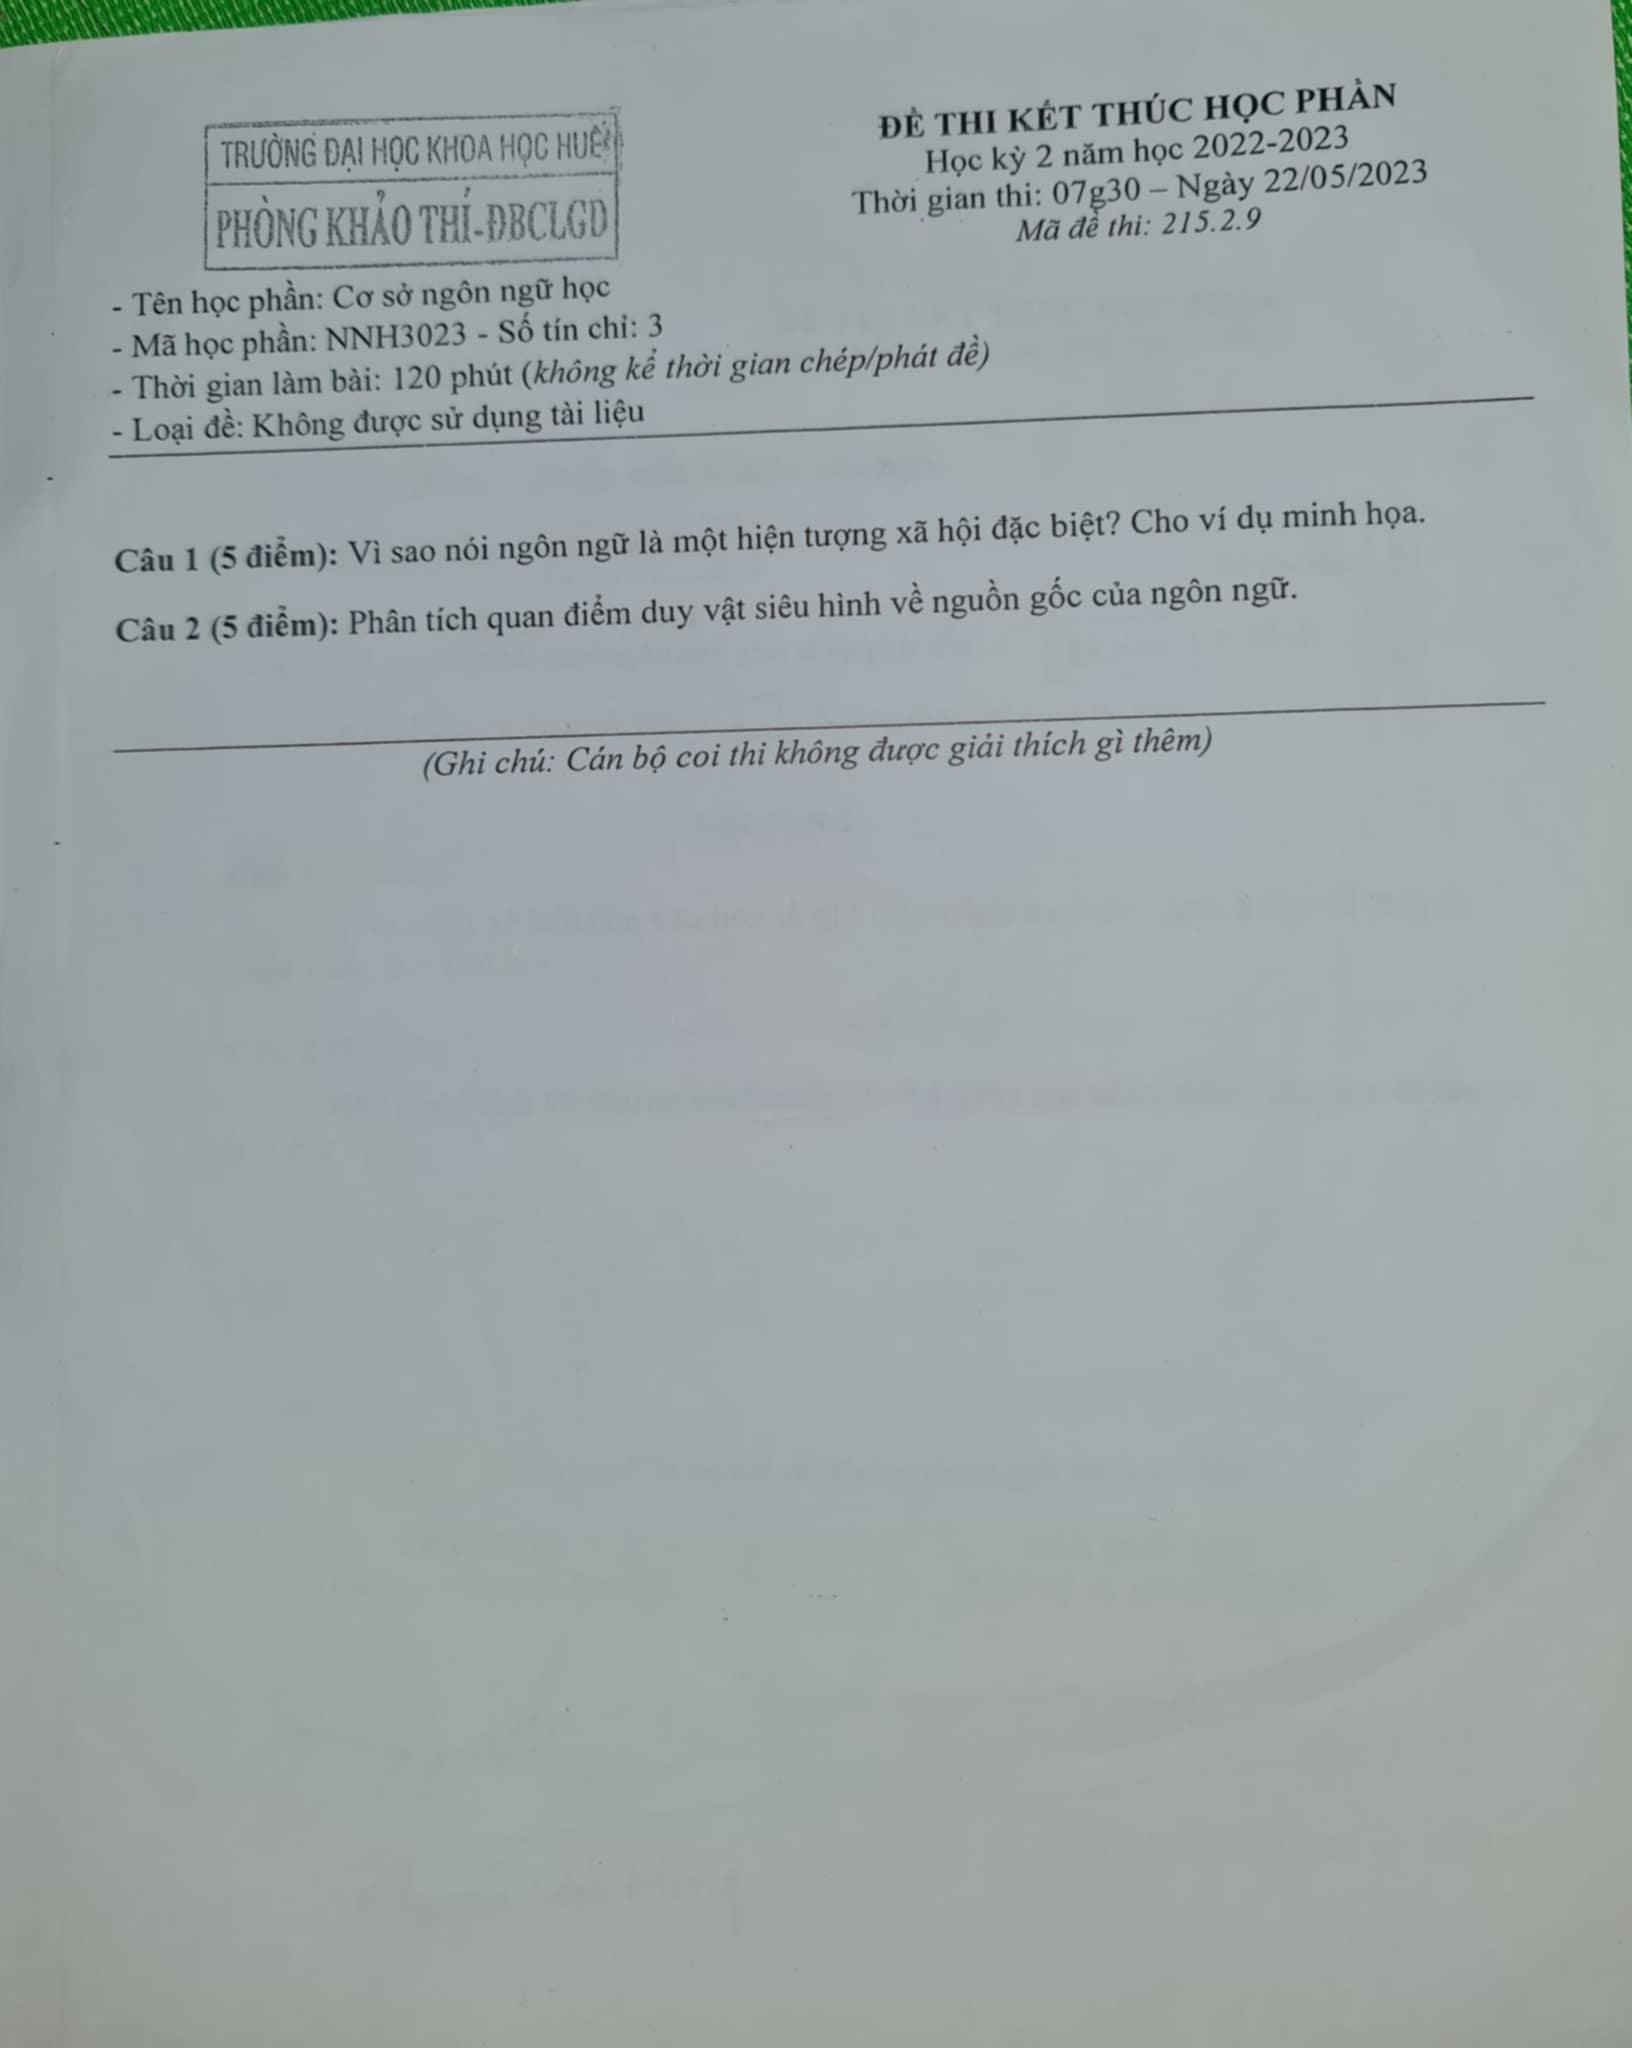 TRƯỜNG ĐẠI HỌC KHOA HỌC HUẾ
PHÒNG KHẢO THÍ-ĐBCLGD
ĐỀ THI KẾT THÚC HỌC PHẦN
Học kỳ 2 năm học 2022-2023
Thời gian thi: 07g30 – Ngày 22/05/2023
Mã đề thi: 215.2.9
- Tên học phần: Cơ sở ngôn ngữ học
- Mã học phần: NNH3023 - Số tín chỉ: 3
- Thời gian làm bài: 120 phút (không kể thời gian chép/phát đề)
- Loại đề: Không được sử dụng tài liệu
Câu 1 (5 điểm): Vì sao nói ngôn ngữ là một hiện tượng xã hội đặc biệt? Cho ví dụ minh họa.
Câu 2 (5 điểm): Phân tích quan điểm duy vật siêu hình về nguồn gốc của ngôn ngữ.
(Ghi chú: Cán bộ coi thi không được giải thích gì thêm)